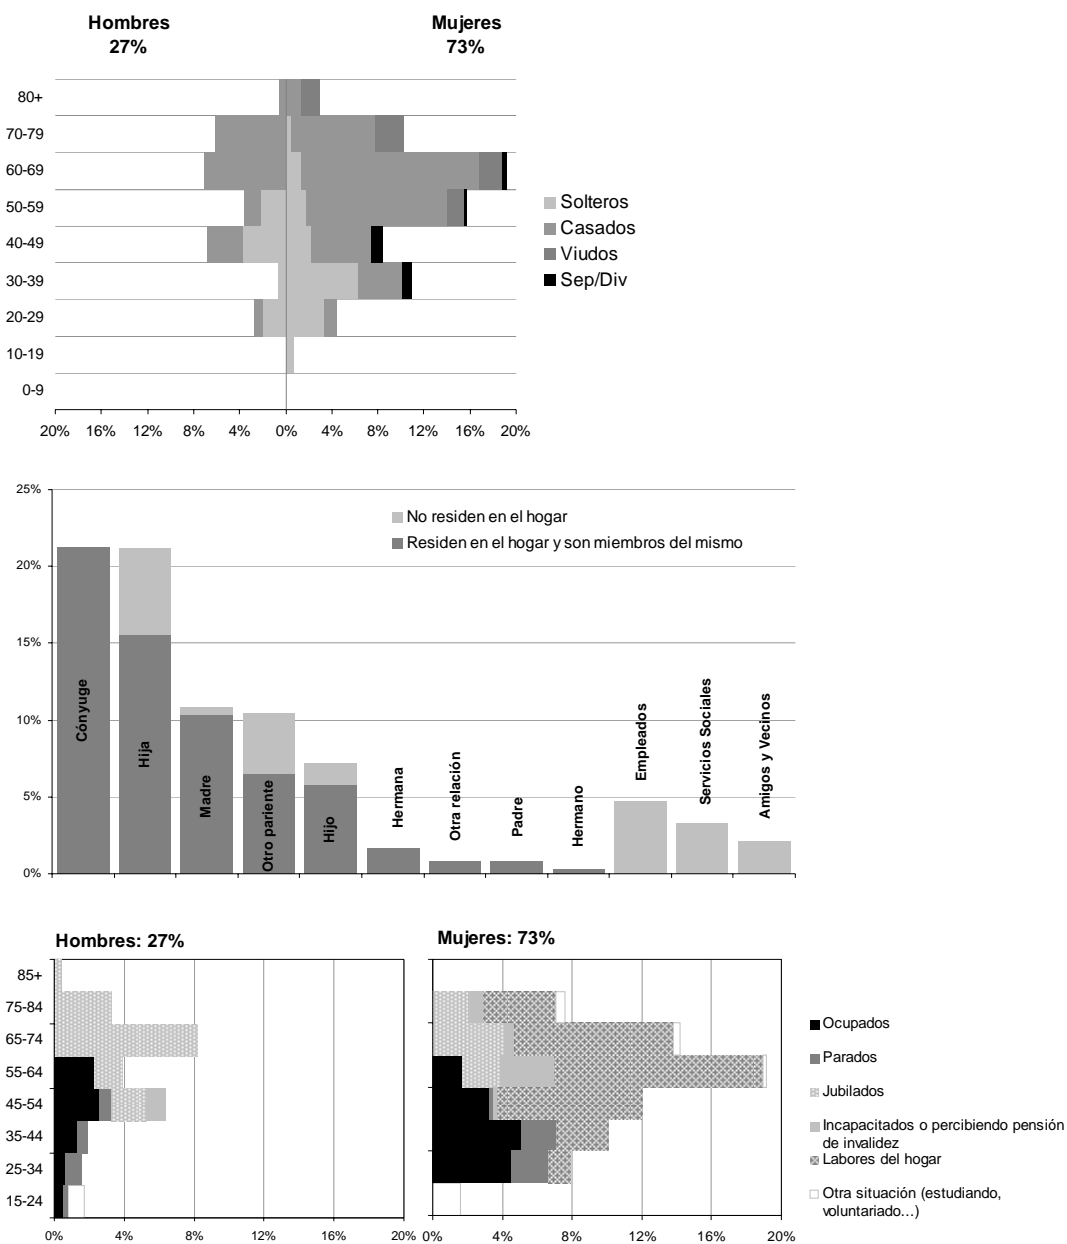 Hombres
27%
Mujeres
73%
80+
70-79
60-69
50-59
40-49
30-39
20-29
10-19
0-9
20% 16% 12% 8% 4% 0% 4% 8% 12% 16% 20%
Solteros
Casados
Viudos
Sep/Div
25%
20%
15%
10%
5%
0%
No residen en el hogar
Residen en el hogar y son miembros del mismo
Cónyuge
Hija
Madre
Otro pariente
Hijo
Hermana
Otra relación
Padre
Hermano
Empleados
Servicios Sociales
Amigos y Vecinos
Hombres: 27%
Mujeres: 73%
85+
75-84
65-74
55-64
45-54
35-44
25-34
15-24
0% 4% 8% 12% 16% 20%
0% 4% 8% 12% 16% 20%
Ocupados
Parados
Jubilados
Incapacitados o percibiendo pensión
de invalidez
Labores del hogar
Otra situación (estudiando,
voluntariado...)